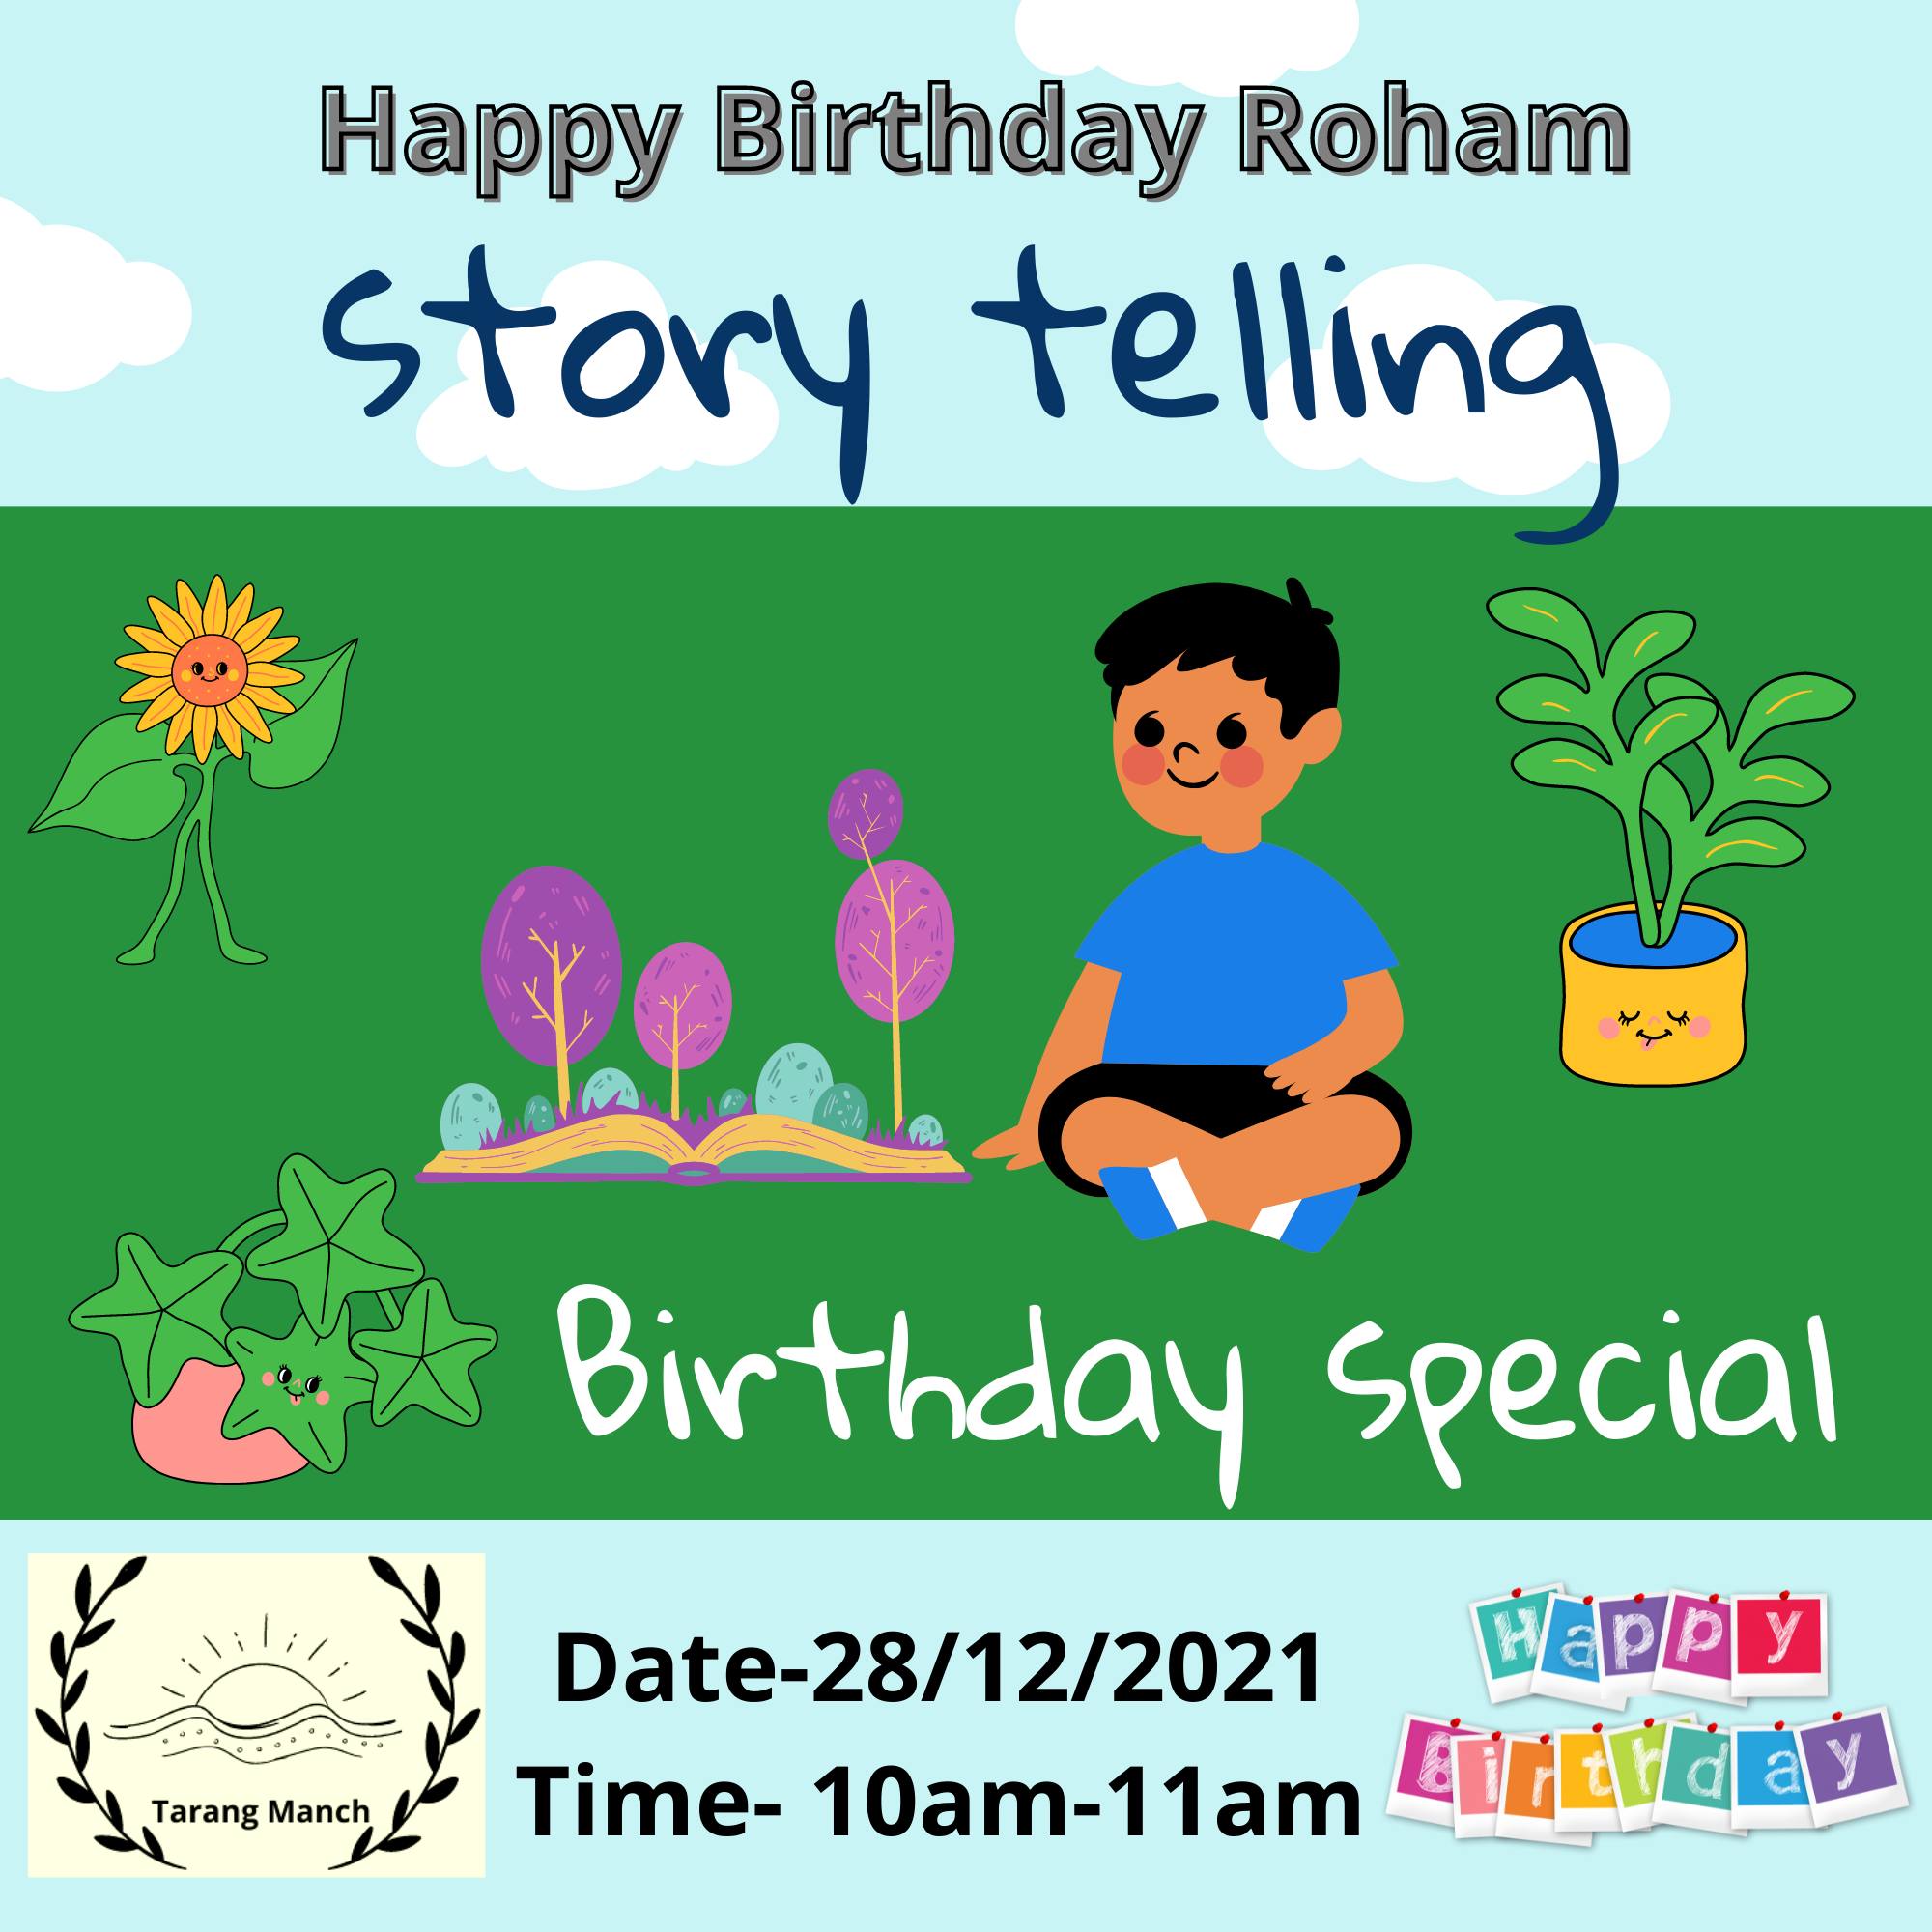 Happy Birthday Roham
story telling
Birthday special
Date-28/12/2021
Time- 10am-11am
Tarang Manch
Happy
Birthday